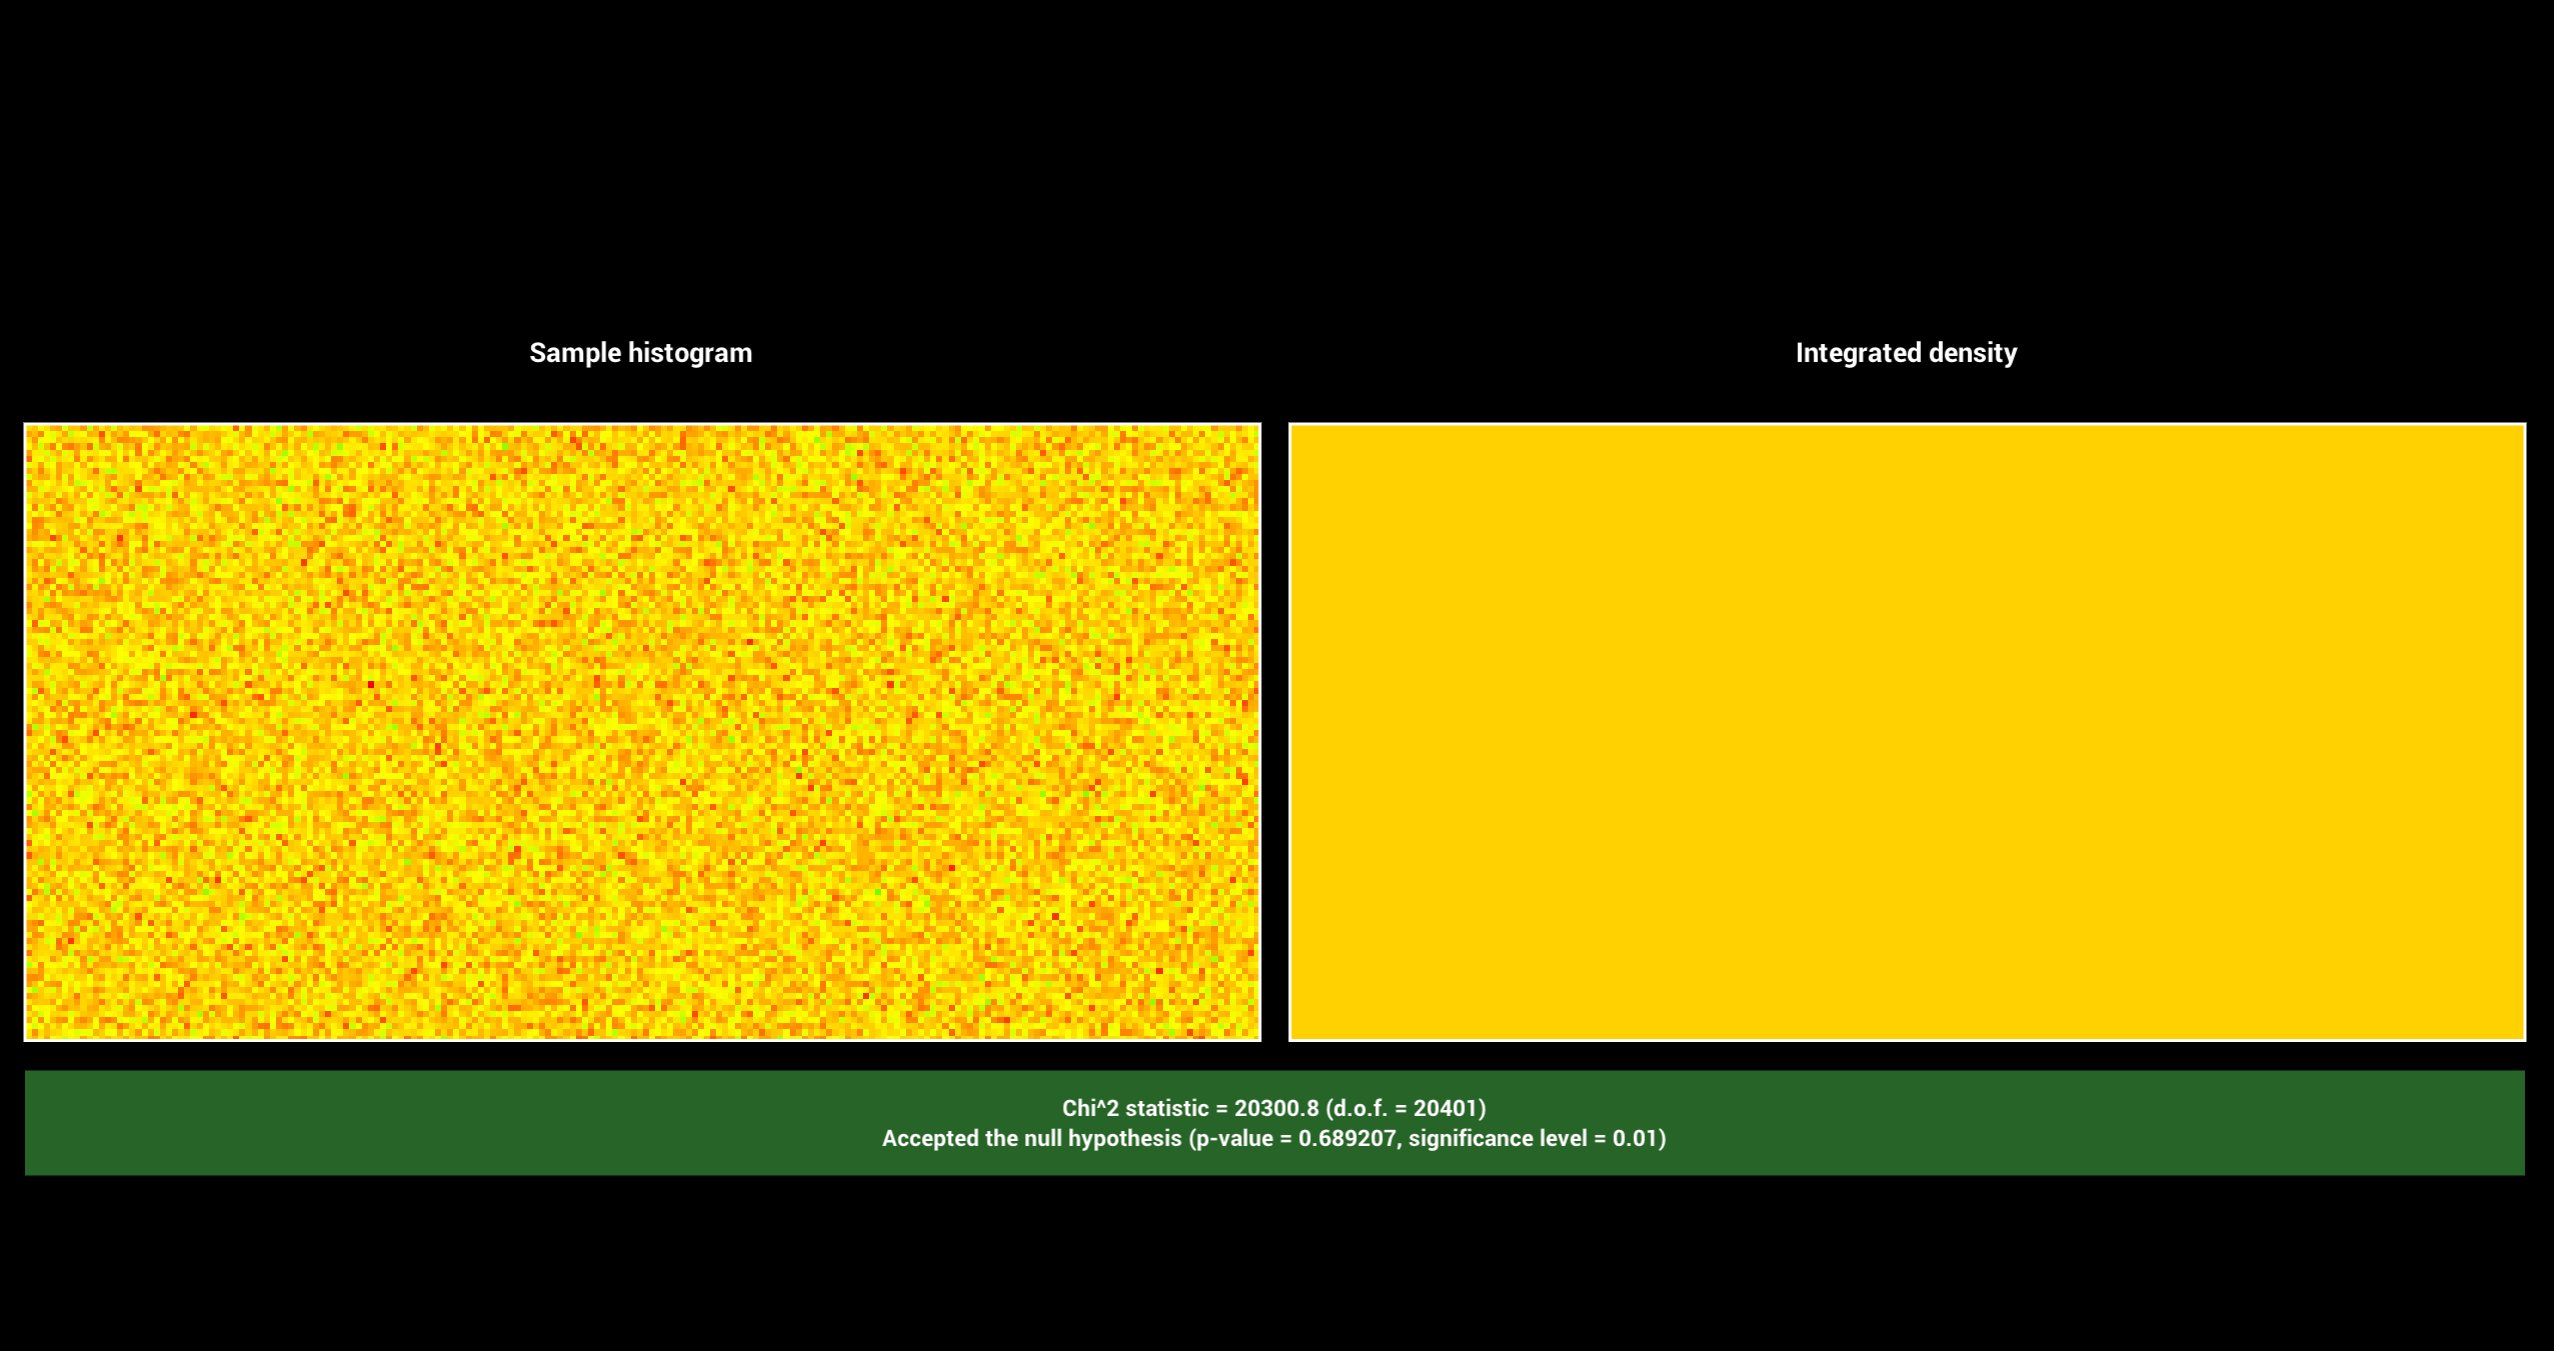 Sample histogram
Integrated density
Chi^2 statistic = 20300.8 (d.o.f. = 20401)
Accepted the null hypothesis (p-value = 0.689207, significance level = 0.01)